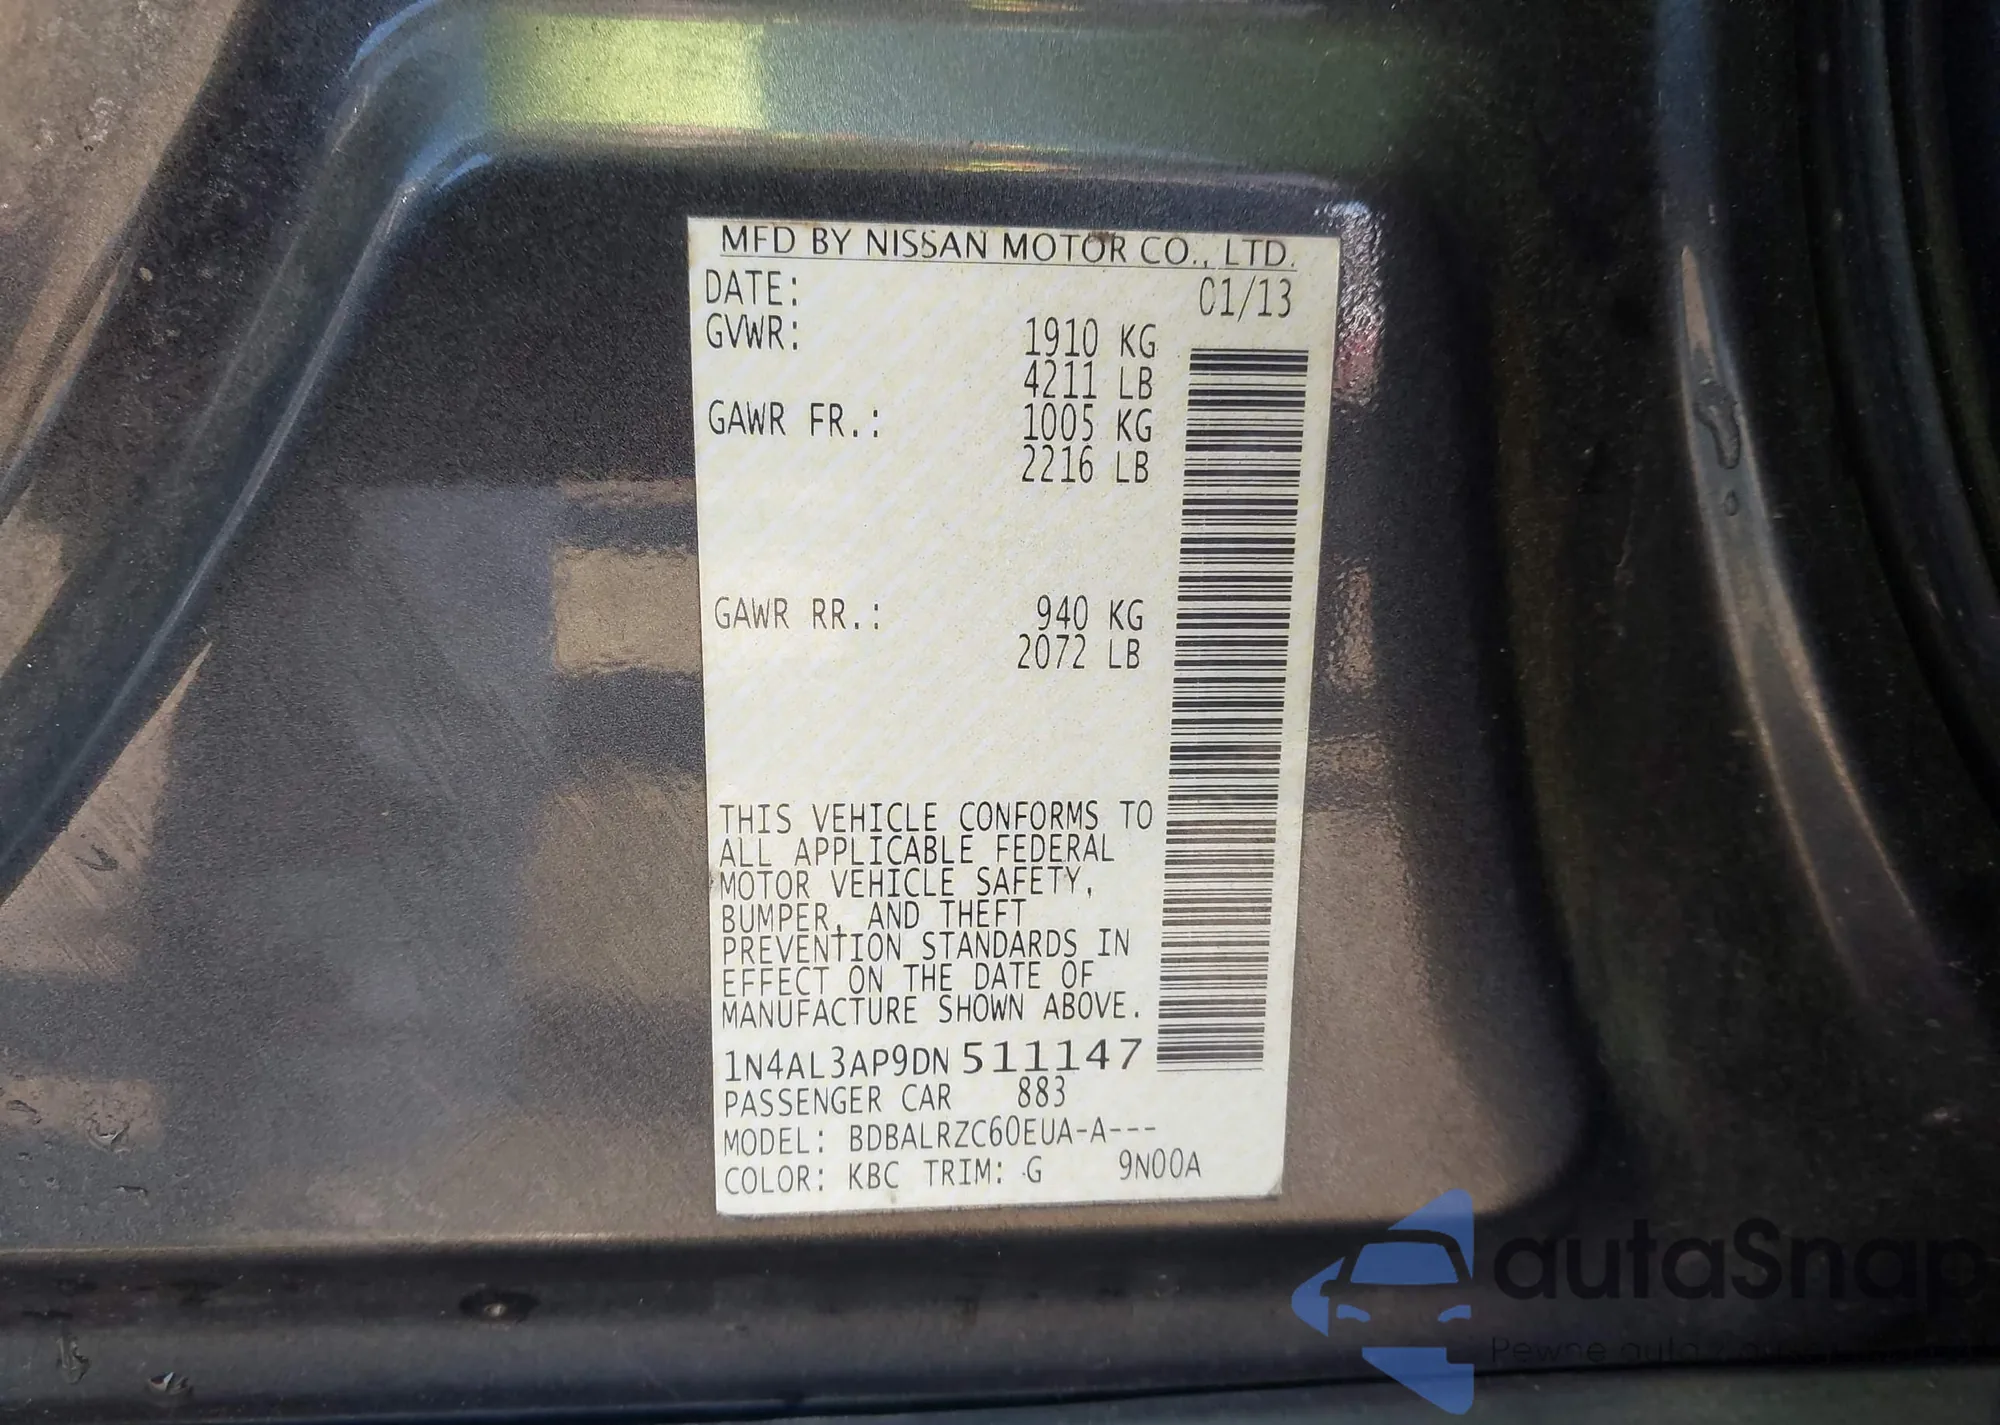 MFD BY NISSAN MOTOR CO., LTD.
DATE: 01/13
GVWR: 1910 KG
4211 LB
GAWR FR.: 1005 KG
2216 LB
GAWR RR.: 940 KG
2072 LB
THIS VEHICLE CONFORMS TO
ALL APPLICABLE FEDERAL
MOTOR VEHICLE SAFETY,
BUMPER, AND THEFT
PREVENTION STANDARDS IN
EFFECT ON THE DATE OF
MANUFACTURE SHOWN ABOVE.
1N4AL3AP9DN 511147
PASSENGER CAR 883
MODEL: BDBALRZC60EUA-A---
COLOR: KBC TRIM: G 9N00A
autaSnap
Pewne auta